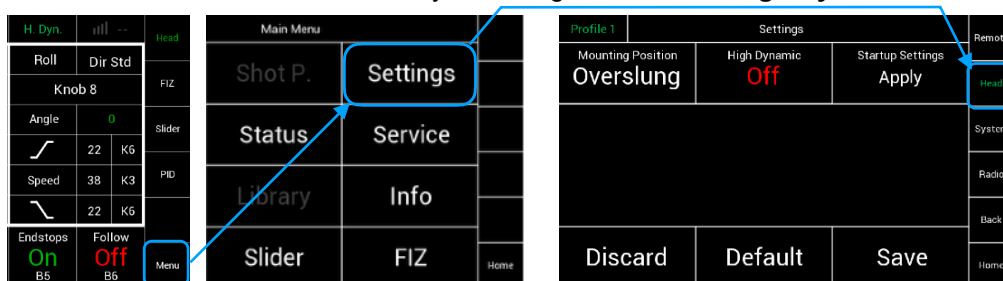 H. Dyn. --
Head
Roll Dir Std
Knob 8
FIZ
Angle 0
Slider
22 K6
Speed 38 K3
PID
22 K6
Endstops Follow
On Off
B5 B6
Menu
Main Menu
Shot P. Settings
Status Service
Library Info
Slider FIZ
Home
Profile 1 Settings
Mounting Position High Dynamic Startup Settings
Overslung Off Apply
Head
Radio
Back
Discard Default Save
Home